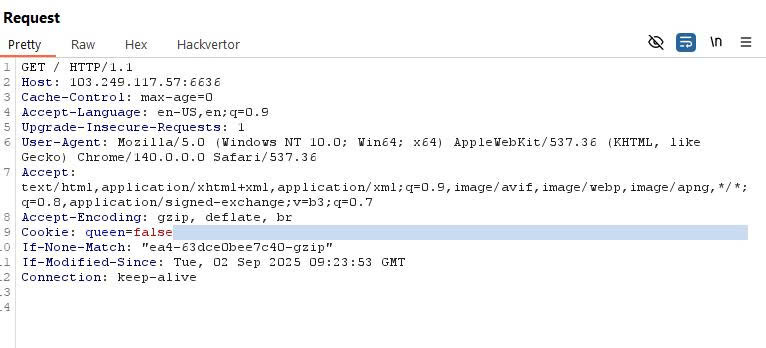 Request
Pretty Raw Hex Hackvertor \n
1 GET / HTTP/1.1
2 Host: 103.249.117.57:6636
3 Cache-Control: max-age=0
4 Accept-Language: en-US,en;q=0.9
5 Upgrade-Insecure-Requests: 1
6 User-Agent: Mozilla/5.0 (Windows NT 10.0; Win64; x64) AppleWebKit/537.36 (KHTML, like
Gecko) Chrome/140.0.0.0 Safari/537.36
7 Accept:
text/html,application/xhtml+xml,application/xml;q=0.9,image/avif,image/webp,image/apng,*/*;
q=0.8,application/signed-exchange;v=b3;q=0.7
8 Accept-Encoding: gzip, deflate, br
9 Cookie: queen=false
10 If-None-Match: "ea4-63dce0bee7c40-gzip"
11 If-Modified-Since: Tue, 02 Sep 2025 09:23:53 GMT
12 Connection: keep-alive
13
14